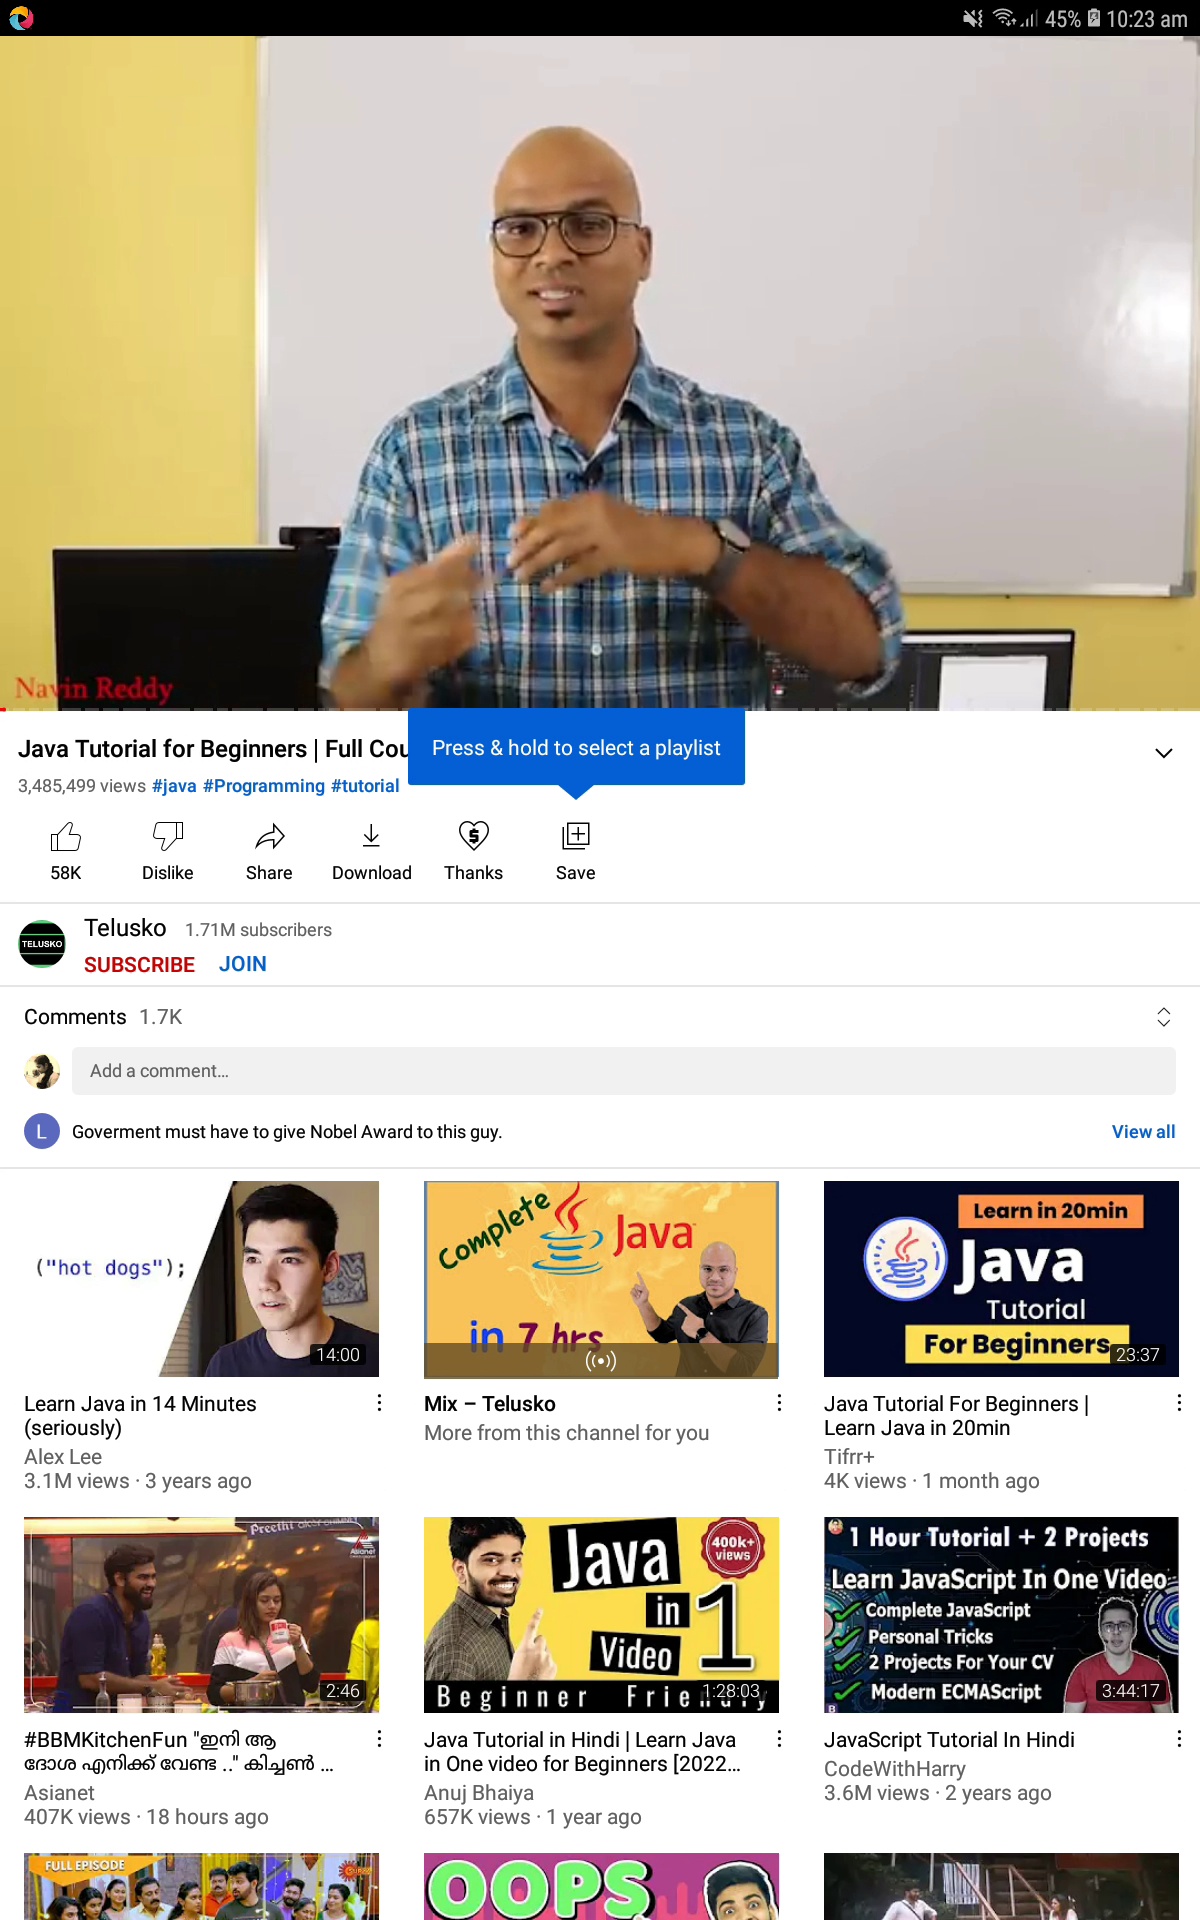 45% 10:23 am
Navin Reddy
Press & hold to select a playlist
Java Tutorial for Beginners | Full Cou
3,485,499 views #java #Programming #tutorial
58K Dislike Share Download Thanks Save
TELUSKO
Telusko 1.71M subscribers
SUBSCRIBE JOIN
Comments 1.7K
Add a comment...
L Goverment must have to give Nobel Award to this guy. View all
("hot dogs");
14:00
Learn Java in 14 Minutes
(seriously)
Alex Lee
3.1M views · 3 years ago
Complete
Java
in 7 hrs
Mix – Telusko
More from this channel for you
Learn in 20min
Java
Tutorial
For Beginners
23:37
Java Tutorial For Beginners |
Learn Java in 20min
Tifrr+
4K views · 1 month ago
Preethi
Asianet
2:46
#BBMKitchenFun "ഇനി ആ
ദോശ എനിക്ക് വേണ്ട .." കിച്ചൺ ...
Asianet
407K views · 18 hours ago
Java
in 1
Video
400k+
views
Beginner
1:28:03
Java Tutorial in Hindi | Learn Java
in One video for Beginners [2022...
Anuj Bhaiya
657K views · 1 year ago
1 Hour Tutorial + 2 Projects
Learn JavaScript In One Video
Complete JavaScript
Personal Tricks
2 Projects For Your CV
Modern ECMAScript
3:44:17
JavaScript Tutorial In Hindi
CodeWithHarry
3.6M views · 2 years ago
FULL EPISODE
OOPS